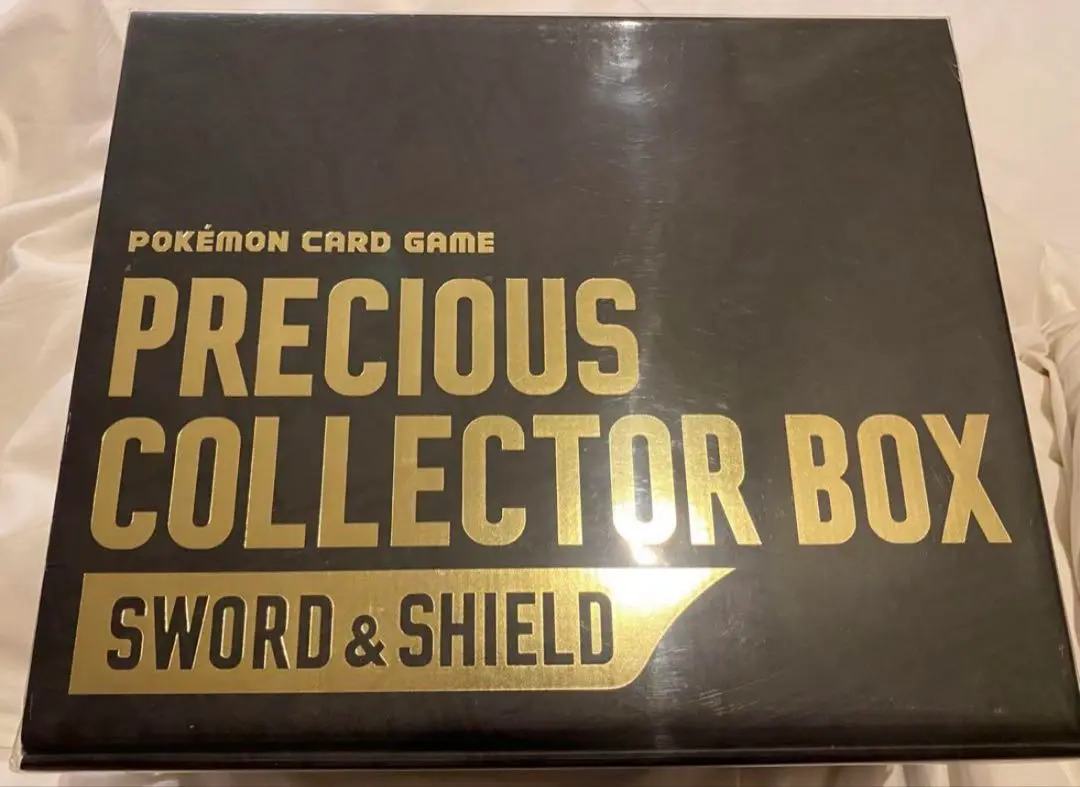 POKÉMON CARD GAME
PRECIOUS
COLLECTOR BOX
SWORD & SHIELD